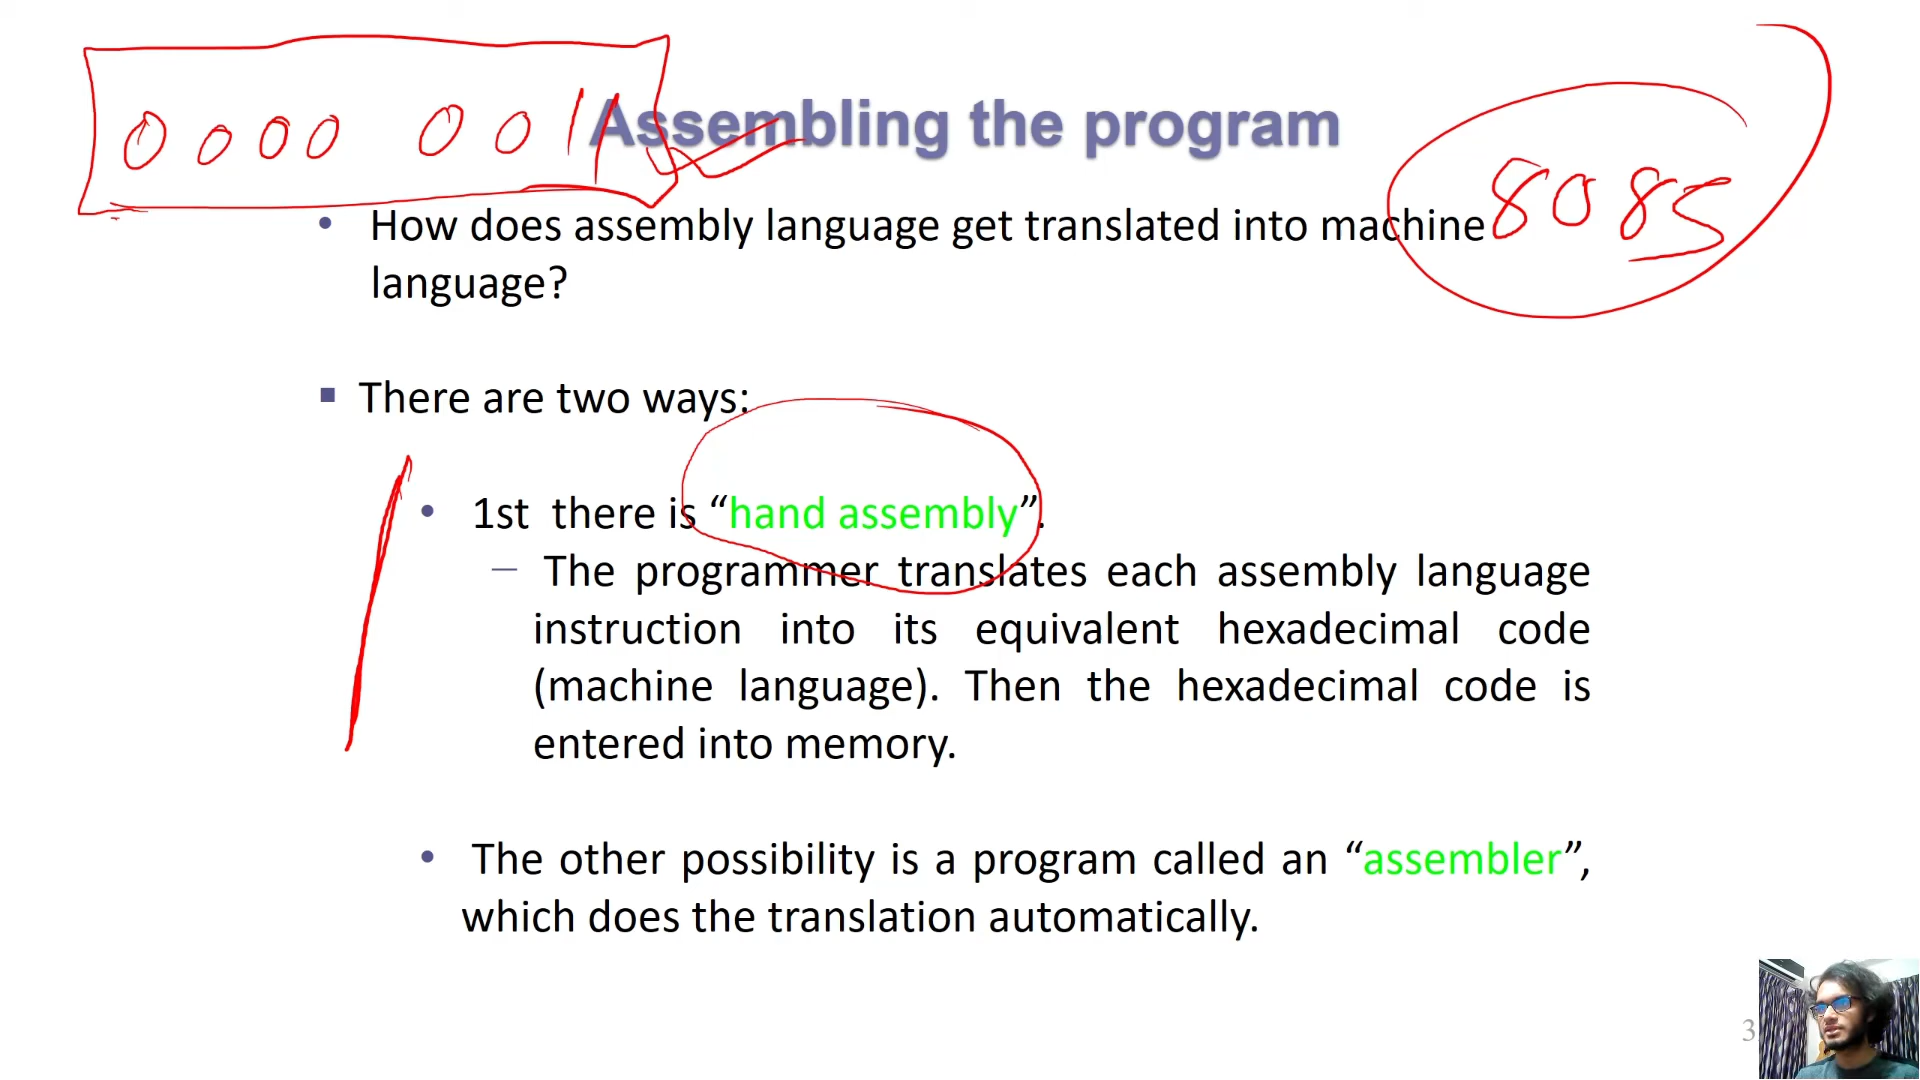 0000 0011
Assembling the program
8085
• How does assembly language get translated into machine
language?
▪ There are two ways:
• 1st there is “hand assembly”.
– The programmer translates each assembly language
instruction into its equivalent hexadecimal code
(machine language). Then the hexadecimal code is
entered into memory.
• The other possibility is a program called an “assembler”,
which does the translation automatically.
3